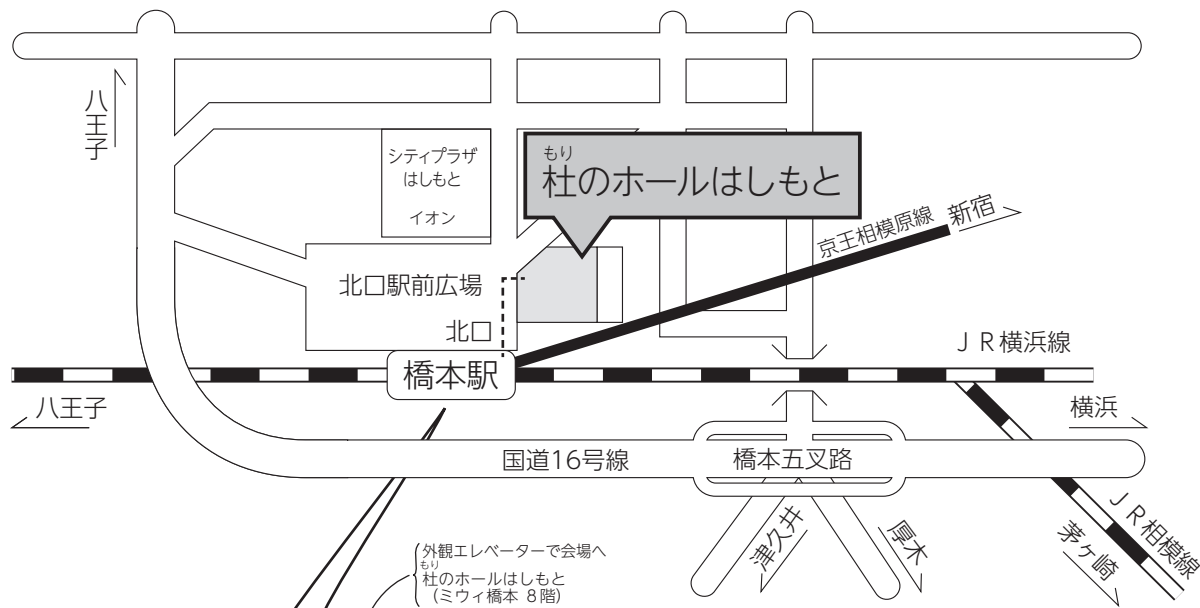 八王子
シティプラザ
はしもと
イオン
もり
杜のホールはしもと
京王相模原線
新宿
北口駅前広場
北口
橋本駅
ＪＲ横浜線
八王子
横浜
国道16号線
橋本五叉路
津久井
厚木
茅ヶ崎
ＪＲ相模線
外観エレベーターで会場へ
もり
杜のホールはしもと
（ミウィ橋本 8階）